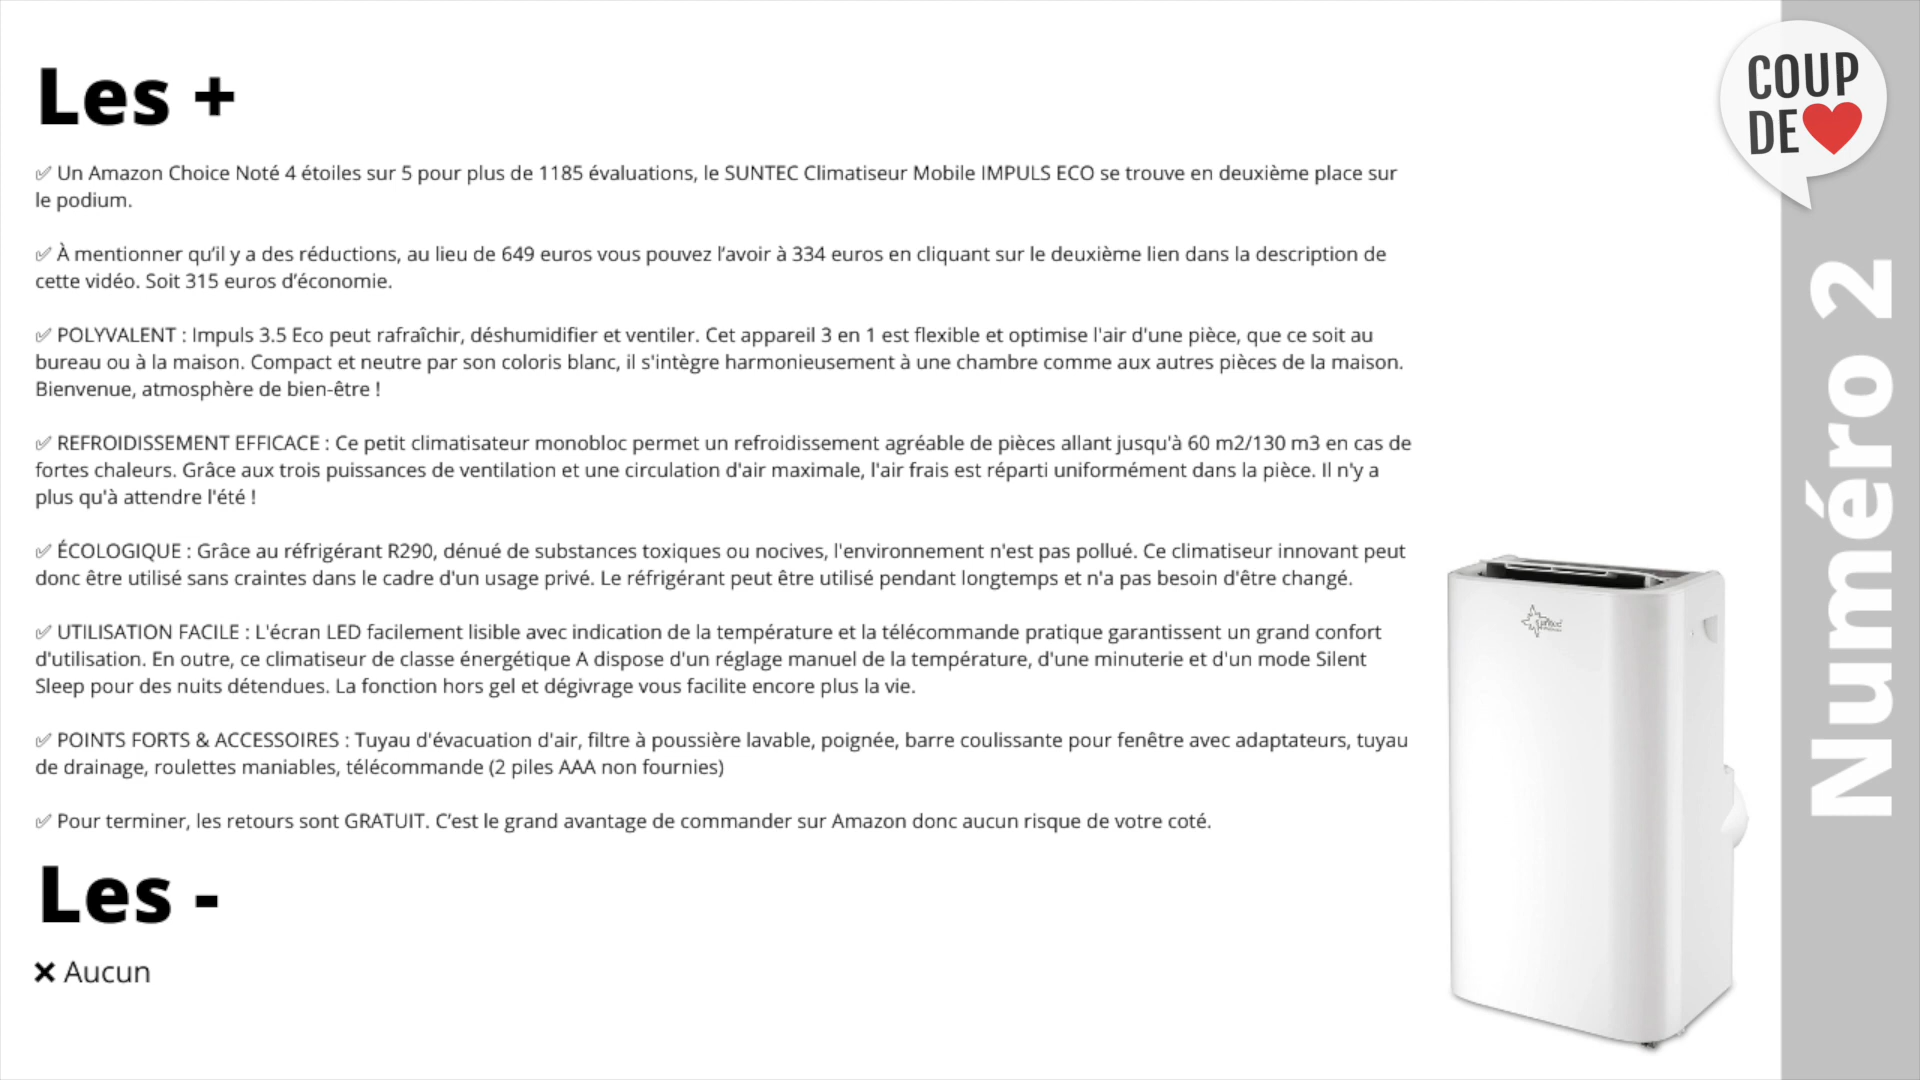 Les +
✅ Un Amazon Choice Noté 4 étoiles sur 5 pour plus de 1185 évaluations, le SUNTEC Climatiseur Mobile IMPULS ECO se trouve en deuxième place sur
le podium.
✅ À mentionner qu’il y a des réductions, au lieu de 649 euros vous pouvez l’avoir à 334 euros en cliquant sur le deuxième lien dans la description de
cette vidéo. Soit 315 euros d’économie.
✅ POLYVALENT : Impuls 3.5 Eco peut rafraîchir, déshumidifier et ventiler. Cet appareil 3 en 1 est flexible et optimise l'air d'une pièce, que ce soit au
bureau ou à la maison. Compact et neutre par son coloris blanc, il s'intègre harmonieusement à une chambre comme aux autres pièces de la maison.
Bienvenue, atmosphère de bien-être !
✅ REFROIDISSEMENT EFFICACE : Ce petit climatisateur monobloc permet un refroidissement agréable de pièces allant jusqu'à 60 m2/130 m3 en cas de
fortes chaleurs. Grâce aux trois puissances de ventilation et une circulation d'air maximale, l'air frais est réparti uniformément dans la pièce. Il n'y a
plus qu'à attendre l'été !
✅ ÉCOLOGIQUE : Grâce au réfrigérant R290, dénué de substances toxiques ou nocives, l'environnement n'est pas pollué. Ce climatiseur innovant peut
donc être utilisé sans craintes dans le cadre d'un usage privé. Le réfrigérant peut être utilisé pendant longtemps et n'a pas besoin d'être changé.
✅ UTILISATION FACILE : L'écran LED facilement lisible avec indication de la température et la télécommande pratique garantissent un grand confort
d'utilisation. En outre, ce climatiseur de classe énergétique A dispose d'un réglage manuel de la température, d'une minuterie et d'un mode Silent
Sleep pour des nuits détendues. La fonction hors gel et dégivrage vous facilite encore plus la vie.
✅ POINTS FORTS & ACCESSOIRES : Tuyau d'évacuation d'air, filtre à poussière lavable, poignée, barre coulissante pour fenêtre avec adaptateurs, tuyau
de drainage, roulettes maniables, télécommande (2 piles AAA non fournies)
✅ Pour terminer, les retours sont GRATUIT. C’est le grand avantage de commander sur Amazon donc aucun risque de votre coté.
Les -
❌ Aucun
COUP
DE
Numéro 2